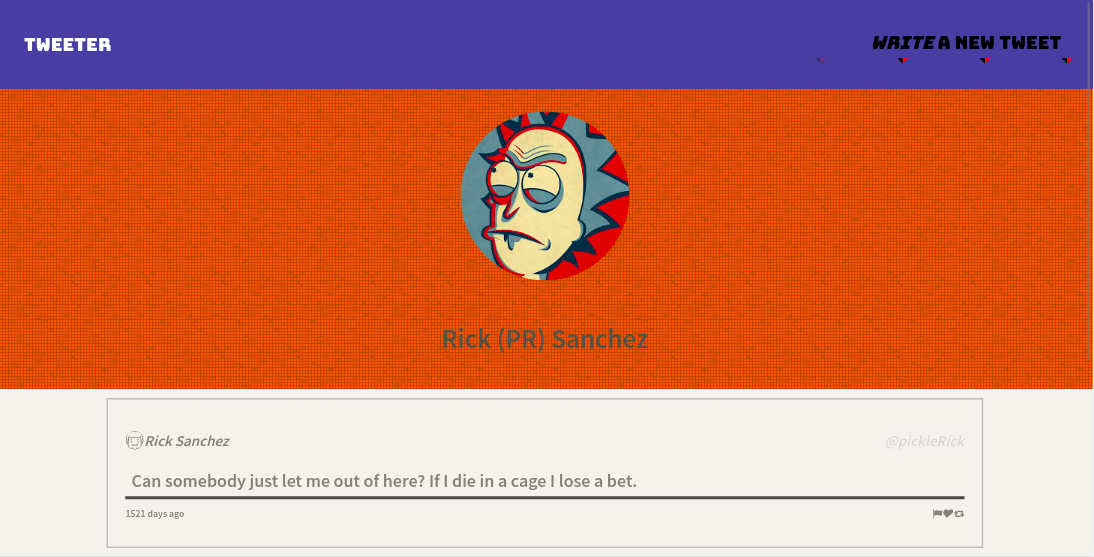 TWEETER
WRITE A NEW TWEET
Rick (PR) Sanchez
Rick Sanchez
@pickleRick
Can somebody just let me out of here? If I die in a cage I lose a bet.
1521 days ago